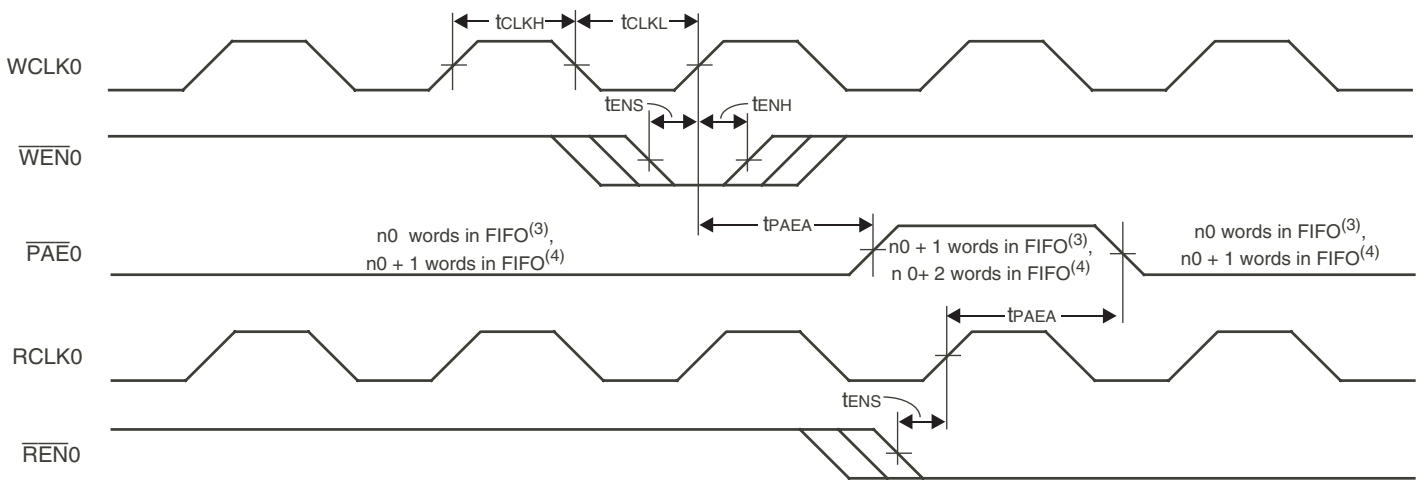 tCLKH
tCLKL
WCLK0
tENS
tENH
WEN0
tPAEA
PAE0
n0 words in FIFO(3),
n0 + 1 words in FIFO(4)
n0 + 1 words in FIFO(3),
n 0+ 2 words in FIFO(4)
n0 words in FIFO(3),
n0 + 1 words in FIFO(4)
tPAEA
RCLK0
tENS
REN0